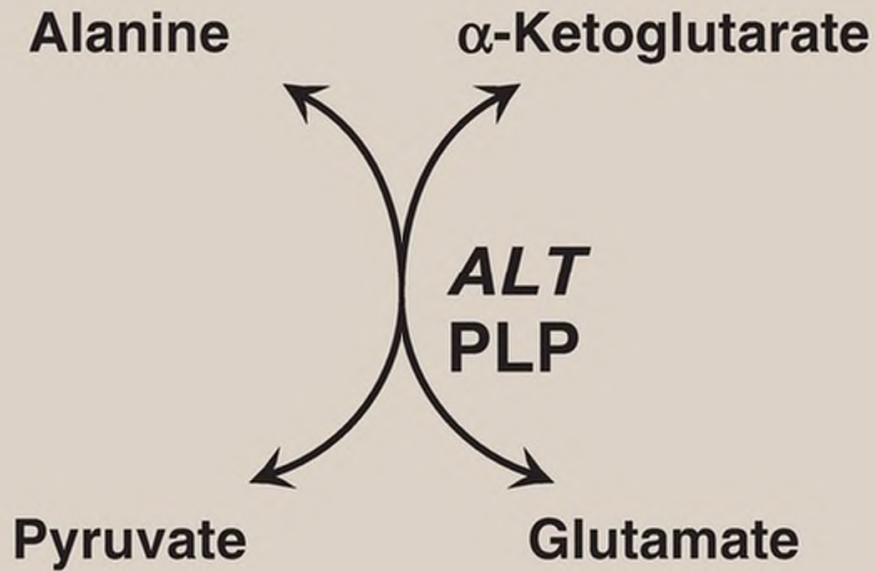 Alanine
α-Ketoglutarate
ALT
PLP
Pyruvate
Glutamate